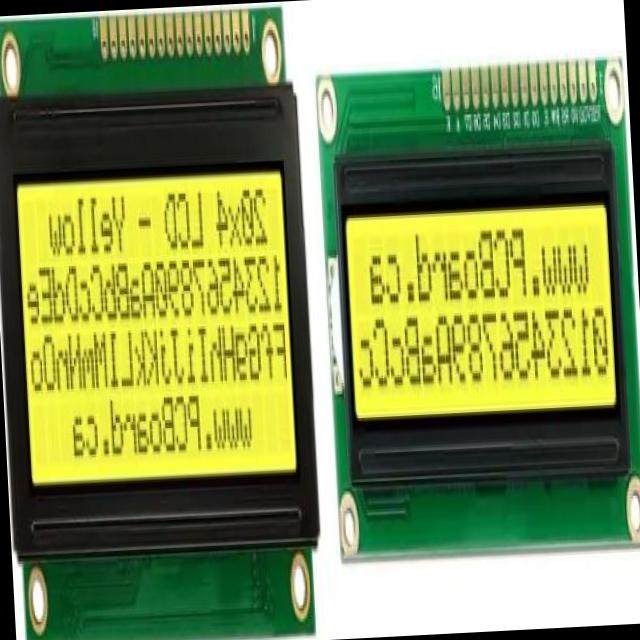 20x4 LCD - Yellow
1234567890AaBbCcDdEe
FfGgHhIiJjKkLlMmNnOo
www.PCBoard.ca
www.PCBoard.ca
0123456789AaBbCc